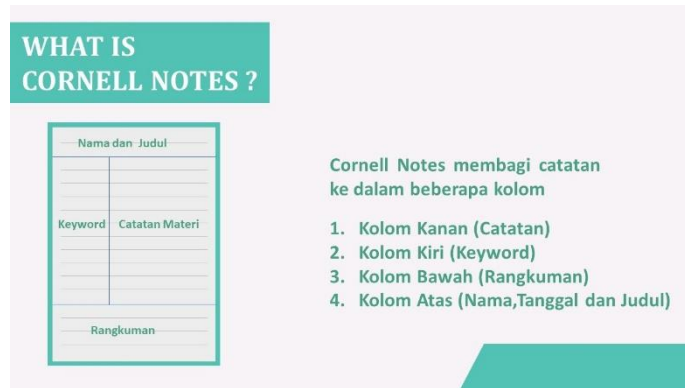 WHAT IS
CORNELL NOTES ?
Nama dan Judul
Keyword
Catatan Materi
Rangkuman
Cornell Notes membagi catatan
ke dalam beberapa kolom
1. Kolom Kanan (Catatan)
2. Kolom Kiri (Keyword)
3. Kolom Bawah (Rangkuman)
4. Kolom Atas (Nama,Tanggal dan Judul)